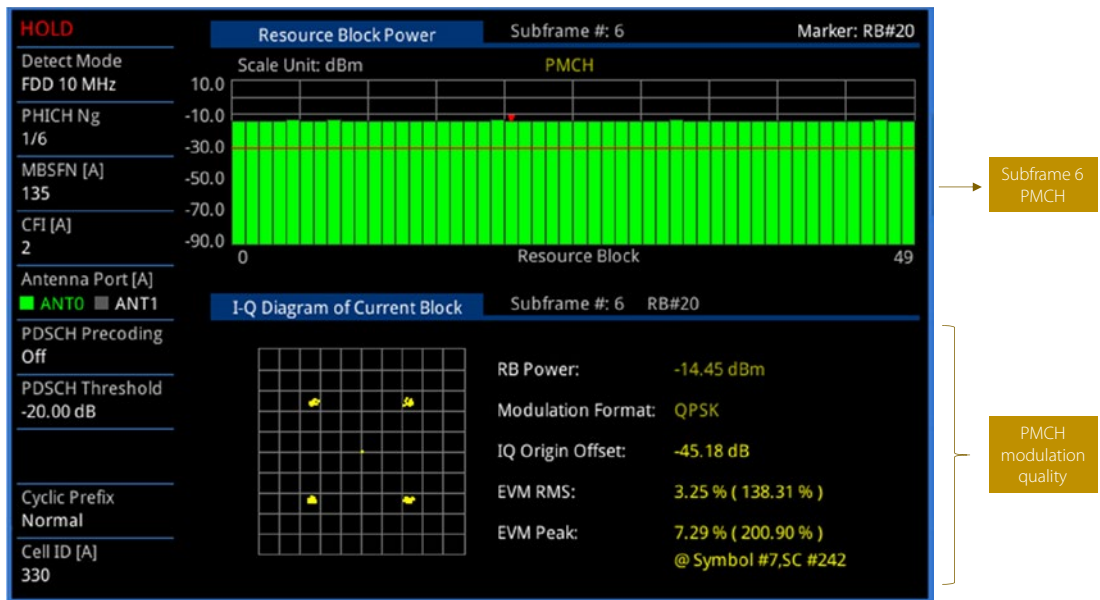 HOLD
Detect Mode
FDD 10 MHz
PHICH Ng
1/6
MBSFN [A]
135
CFI [A]
2
Antenna Port [A]
ANT0 ANT1
PDSCH Precoding
Off
PDSCH Threshold
-20.00 dB
Cyclic Prefix
Normal
Cell ID [A]
330
Resource Block Power Subframe #: 6 Marker: RB#20
Scale Unit: dBm PMCH
10.0
-10.0
-30.0
-50.0
-70.0
-90.0
0 Resource Block 49
I-Q Diagram of Current Block Subframe #: 6 RB#20
RB Power: -14.45 dBm
Modulation Format: QPSK
IQ Origin Offset: -45.18 dB
EVM RMS: 3.25 % ( 138.31 % )
EVM Peak: 7.29 % ( 200.90 % )
@ Symbol #7,SC #242
Subframe 6
PMCH
PMCH
modulation
quality